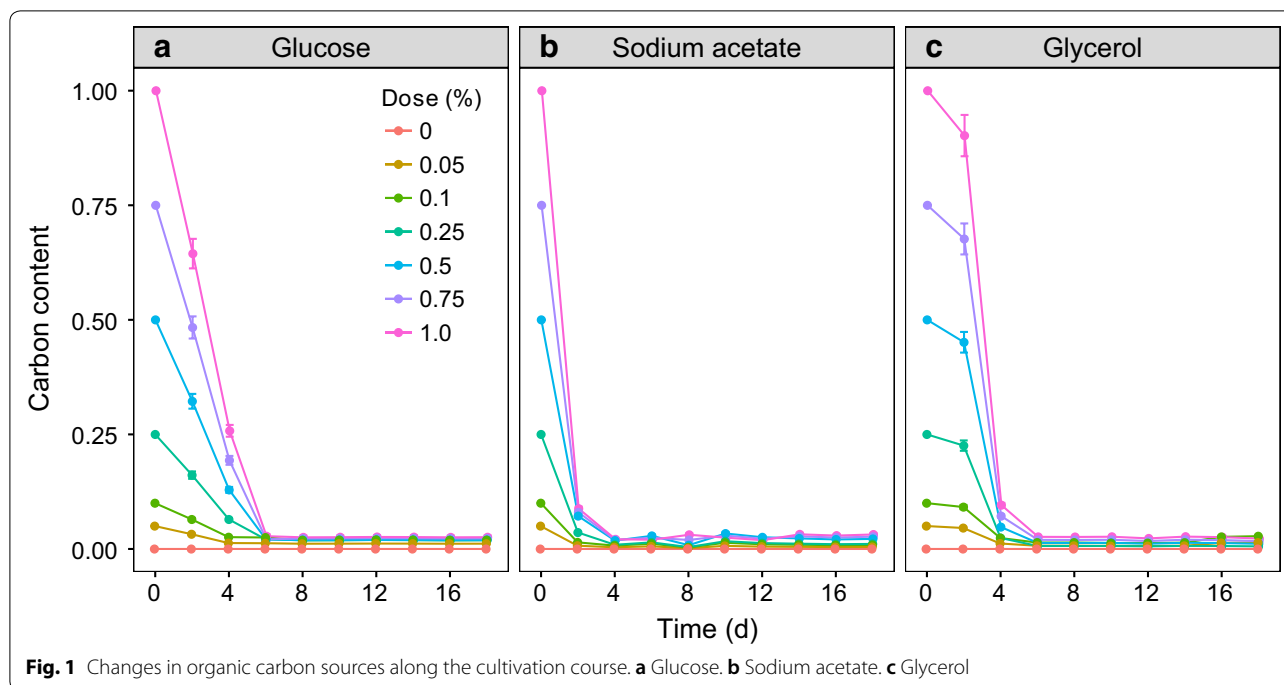 a Glucose
b Sodium acetate
c Glycerol
Carbon content
1.00
0.75
0.50
0.25
0.00
Dose (%)
0
0.05
0.1
0.25
0.5
0.75
1.0
0 4 8 12 16
0 4 8 12 16
0 4 8 12 16
Time (d)
Fig. 1 Changes in organic carbon sources along the cultivation course. a Glucose. b Sodium acetate. c Glycerol